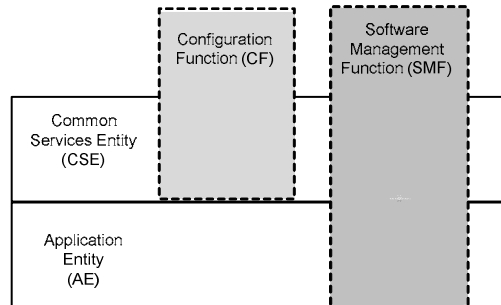 Configuration
Function (CF)
Software
Management
Function (SMF)
Common
Services Entity
(CSE)
Application
Entity
(AE)